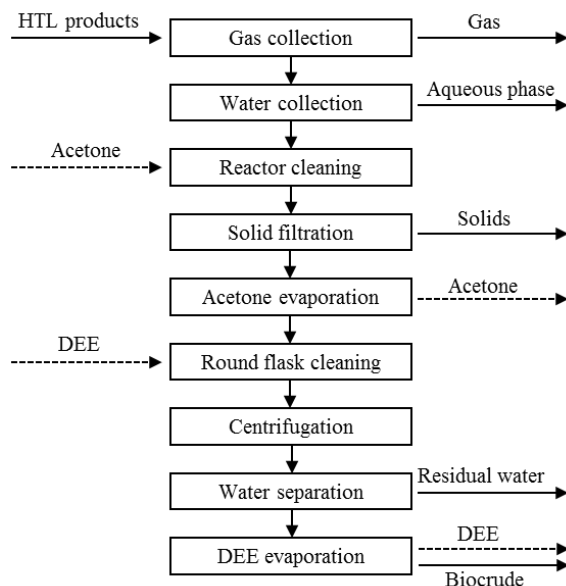 HTL products
Gas collection
Gas
Water collection
Aqueous phase
Acetone
Reactor cleaning
Solid filtration
Solids
Acetone evaporation
Acetone
DEE
Round flask cleaning
Centrifugation
Water separation
Residual water
DEE evaporation
DEE
Biocrude